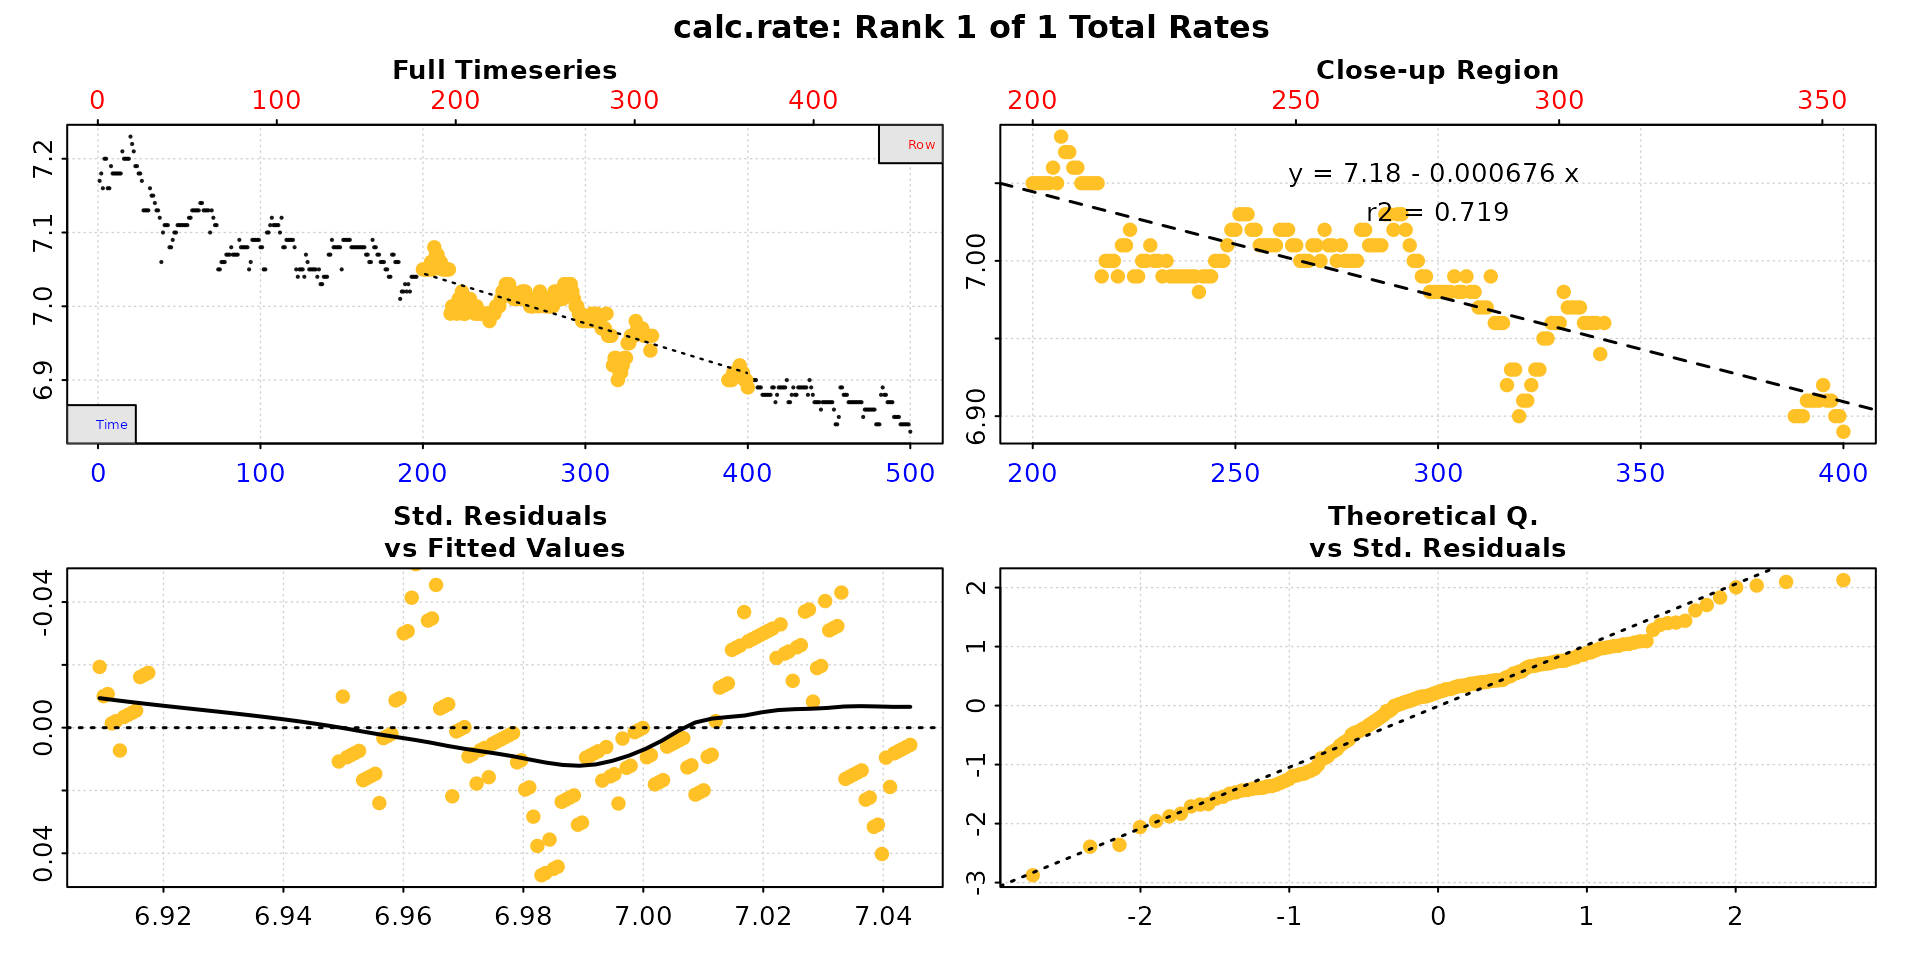 calc.rate: Rank 1 of 1 Total Rates
Full Timeseries
0 100 200 300 400
Row
7.2
7.1
7.0
6.9
Time
0 100 200 300 400 500
Close-up Region
200 250 300 350
y = 7.18 - 0.000676 x
r2 = 0.719
7.00
6.90
200 250 300 350 400
Std. Residuals
vs Fitted Values
-0.04
0.00
0.04
6.92 6.94 6.96 6.98 7.00 7.02 7.04
Theoretical Q.
vs Std. Residuals
2
1
0
-1
-2
-3
-2 -1 0 1 2